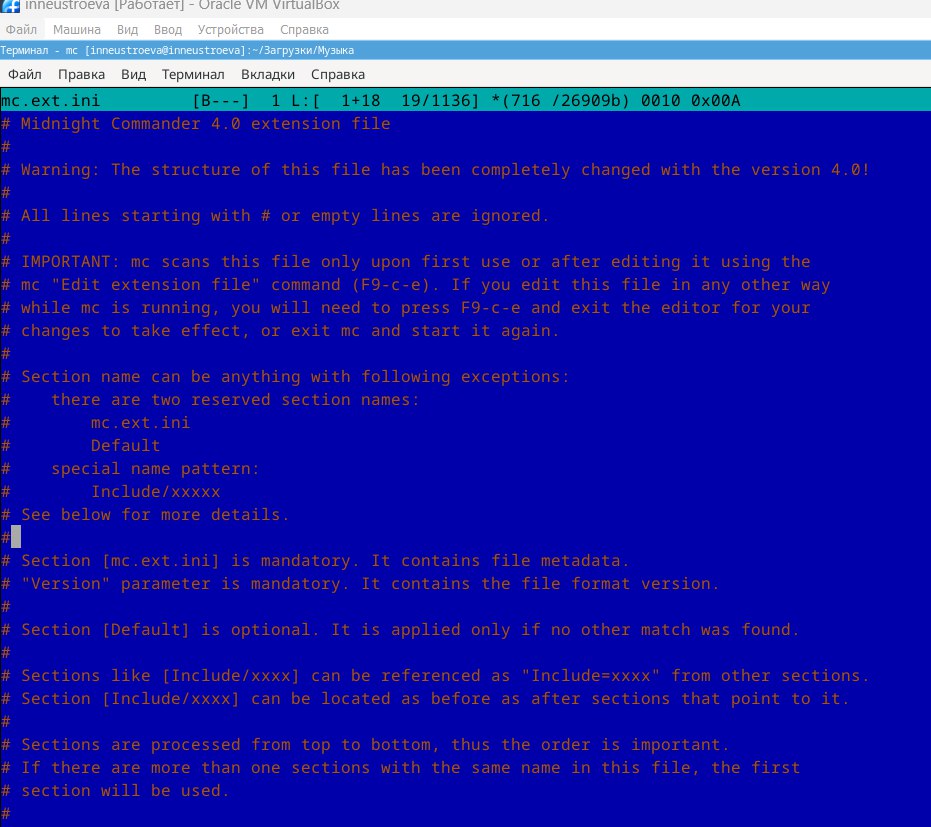 inneustroeva [Работает] - Oracle VM VirtualBox
Файл Машина Вид Ввод Устройства Справка
Терминал - mc [inneustroeva@inneustroeva]:~/Загрузки/Музыка
Файл Правка Вид Терминал Вкладки Справка
mc.ext.ini [B---] 1 L:[ 1+18 19/1136] *(716 /26909b) 0010 0x00A
# Midnight Commander 4.0 extension file
#
# Warning: The structure of this file has been completely changed with the version 4.0!
#
# All lines starting with # or empty lines are ignored.
#
# IMPORTANT: mc scans this file only upon first use or after editing it using the
# mc "Edit extension file" command (F9-c-e). If you edit this file in any other way
# while mc is running, you will need to press F9-c-e and exit the editor for your
# changes to take effect, or exit mc and start it again.
#
# Section name can be anything with following exceptions:
#    there are two reserved section names:
#        mc.ext.ini
#        Default
#    special name pattern:
#        Include/xxxxx
# See below for more details.
#
# Section [mc.ext.ini] is mandatory. It contains file metadata.
# "Version" parameter is mandatory. It contains the file format version.
#
# Section [Default] is optional. It is applied only if no other match was found.
#
# Sections like [Include/xxxx] can be referenced as "Include=xxxx" from other sections.
# Section [Include/xxxx] can be located as before as after sections that point to it.
#
# Sections are processed from top to bottom, thus the order is important.
# If there are more than one sections with the same name in this file, the first
# section will be used.
#